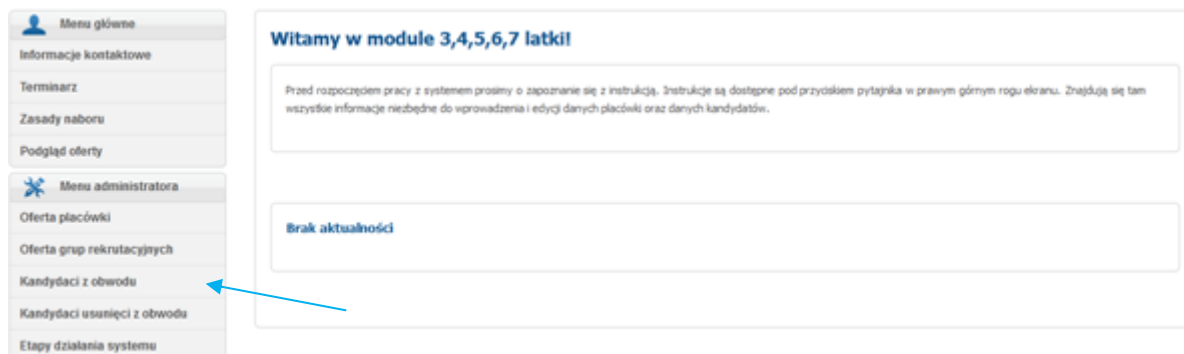 Menu główne
Informacje kontaktowe
Terminarz
Zasady naboru
Podgląd oferty
Menu administratora
Oferta placówki
Oferta grup rekrutacyjnych
Kandydaci z obwodu
Kandydaci usunięci z obwodu
Etapy działania systemu
Witamy w module 3,4,5,6,7 latki!
Przed rozpoczęciem pracy z systemem prosimy o zapoznanie się z instrukcją. Instrukcje są dostępne pod przyciskiem pytajnika w prawym górnym rogu ekranu. Znajdują się tam
wszystkie informacje niezbędne do wprowadzenia i edycji danych placówki oraz danych kandydatów.
Brak aktualności